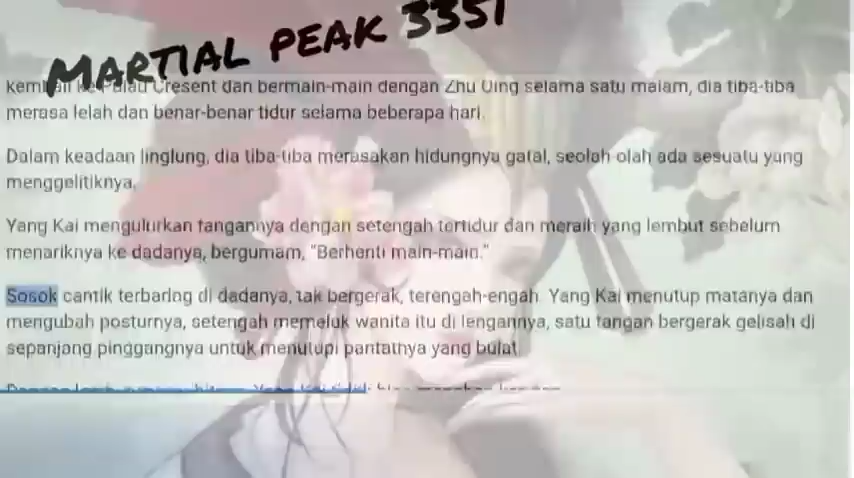 MARTIAL PEAK 3351
kembali ke Pulau Cresent dan bermain-main dengan Zhu Qing selama satu malam, dia tiba-tiba
merasa lelah dan benar-benar tidur selama beberapa hari.
Dalam keadaan linglung, dia tiba-tiba merasakan hidungnya gatal, seolah-olah ada sesuatu yang
menggelitiknya.
Yang Kai mengulurkan tangannya dengan setengah tertidur dan meraih yang lembut sebelum
menariknya ke dadanya, bergumam, "Berhenti main-main."
Sosok cantik terbaring di dadanya, tak bergerak, terengah-engah. Yang Kai menutup matanya dan
mengubah posturnya, setengah memeluk wanita itu di lengannya, satu tangan bergerak gelisah di
sepanjang pinggangnya untuk menutupi pantatnya yang bulat.